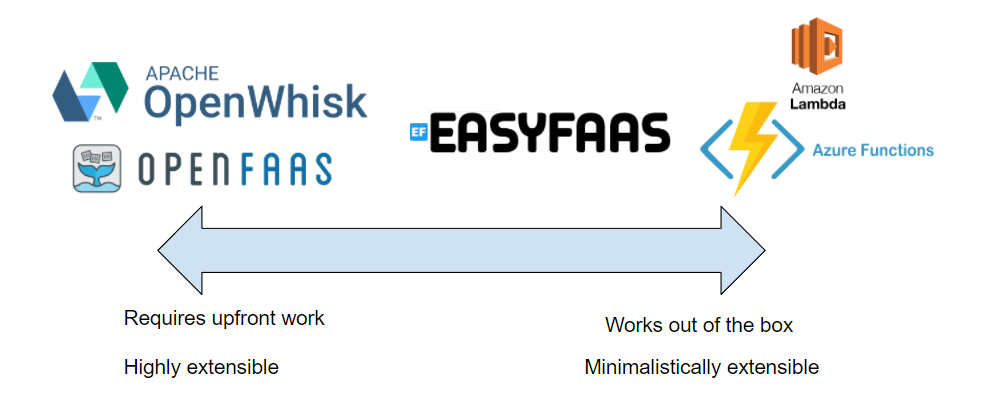 APACHE
OpenWhisk
TM
OPENFAAS
EF EASYFAAS
Amazon
Lambda
Azure Functions
Requires upfront work
Works out of the box
Highly extensible
Minimalistically extensible